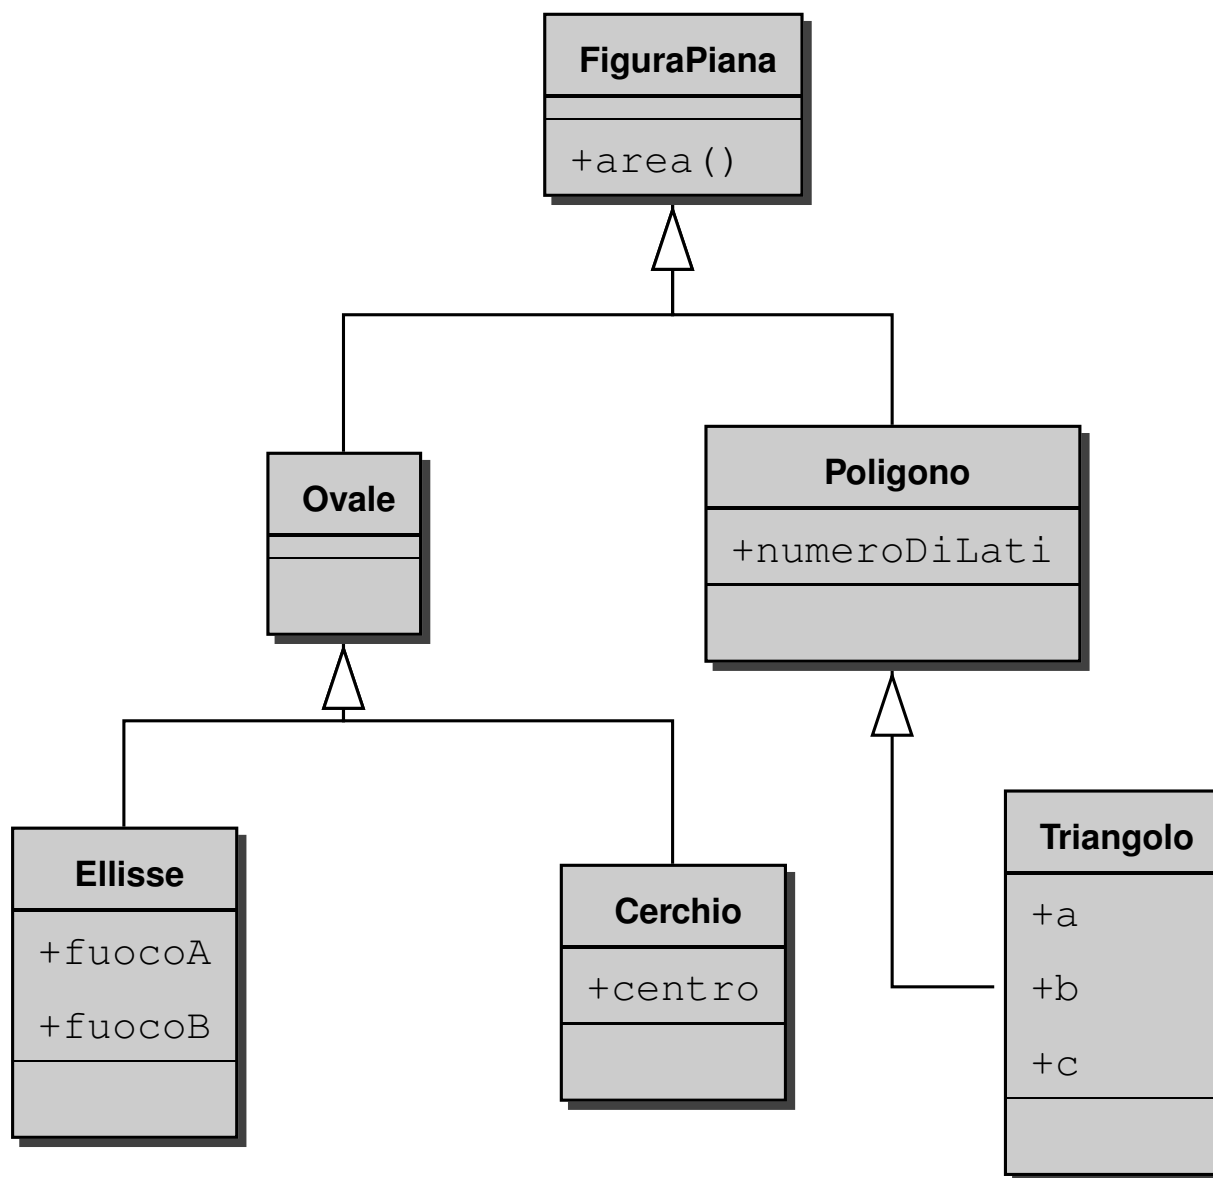 FiguraPiana
+area()
Ovale
Poligono
+numeroDiLati
Ellisse
+fuocoA
+fuocoB
Cerchio
+centro
Triangolo
+a
+b
+c